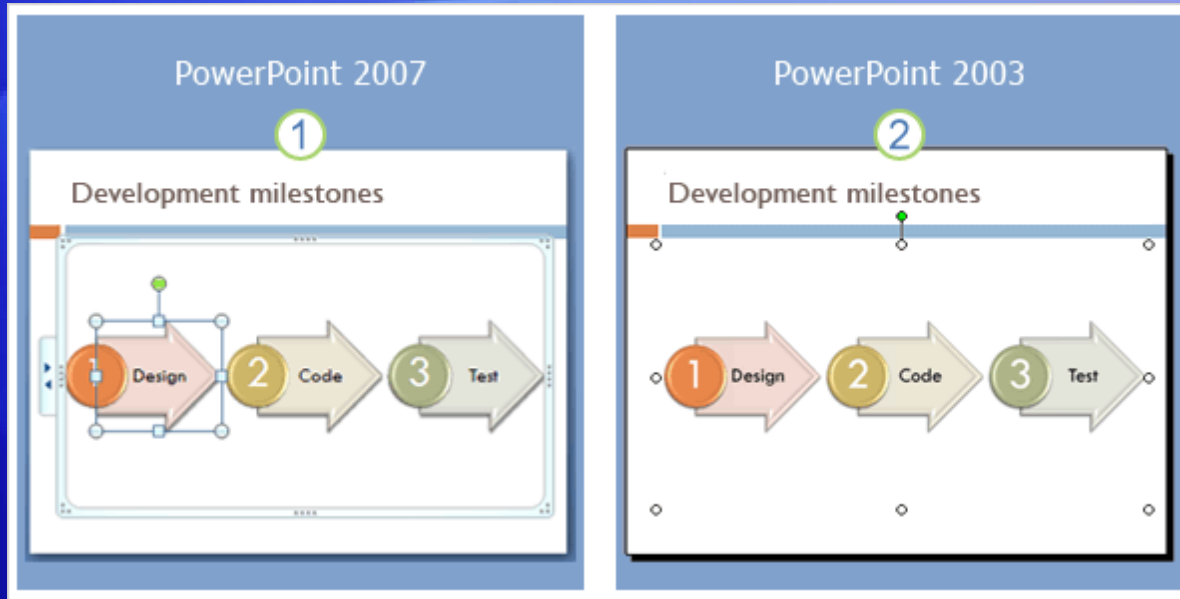 PowerPoint 2007
1
Development milestones
1 Design 2 Code 3 Test
PowerPoint 2003
2
Development milestones
1 Design 2 Code 3 Test